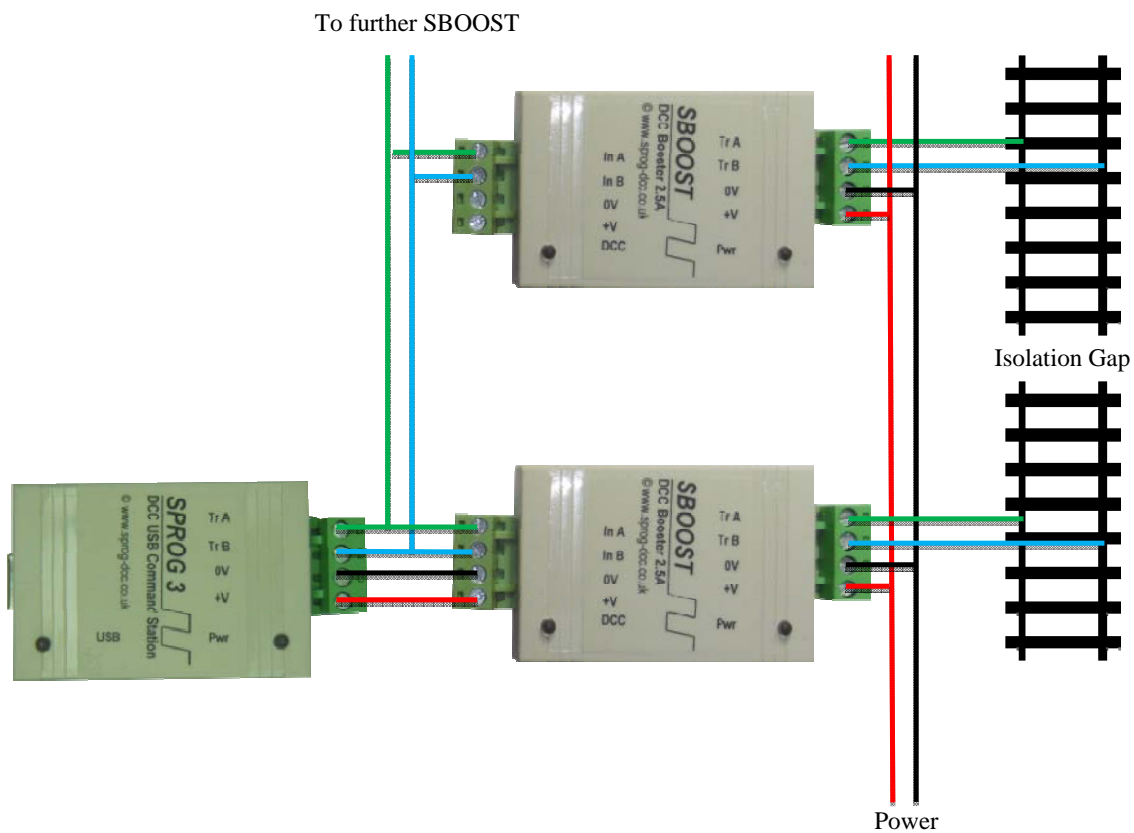 To further SBOOST
SBOOST
DCC Booster 2.5A
© www.sprog-dcc.co.uk
In A
In B
0V
+V
DCC
Tr A
Tr B
0V
+V
Pwr
Isolation Gap
SPROG 3
DCC USB Command Station
© www.sprog-dcc.co.uk
USB
Tr A
Tr B
0V
+V
Pwr
SBOOST
DCC Booster 2.5A
© www.sprog-dcc.co.uk
In A
In B
0V
+V
DCC
Tr A
Tr B
0V
+V
Pwr
Power